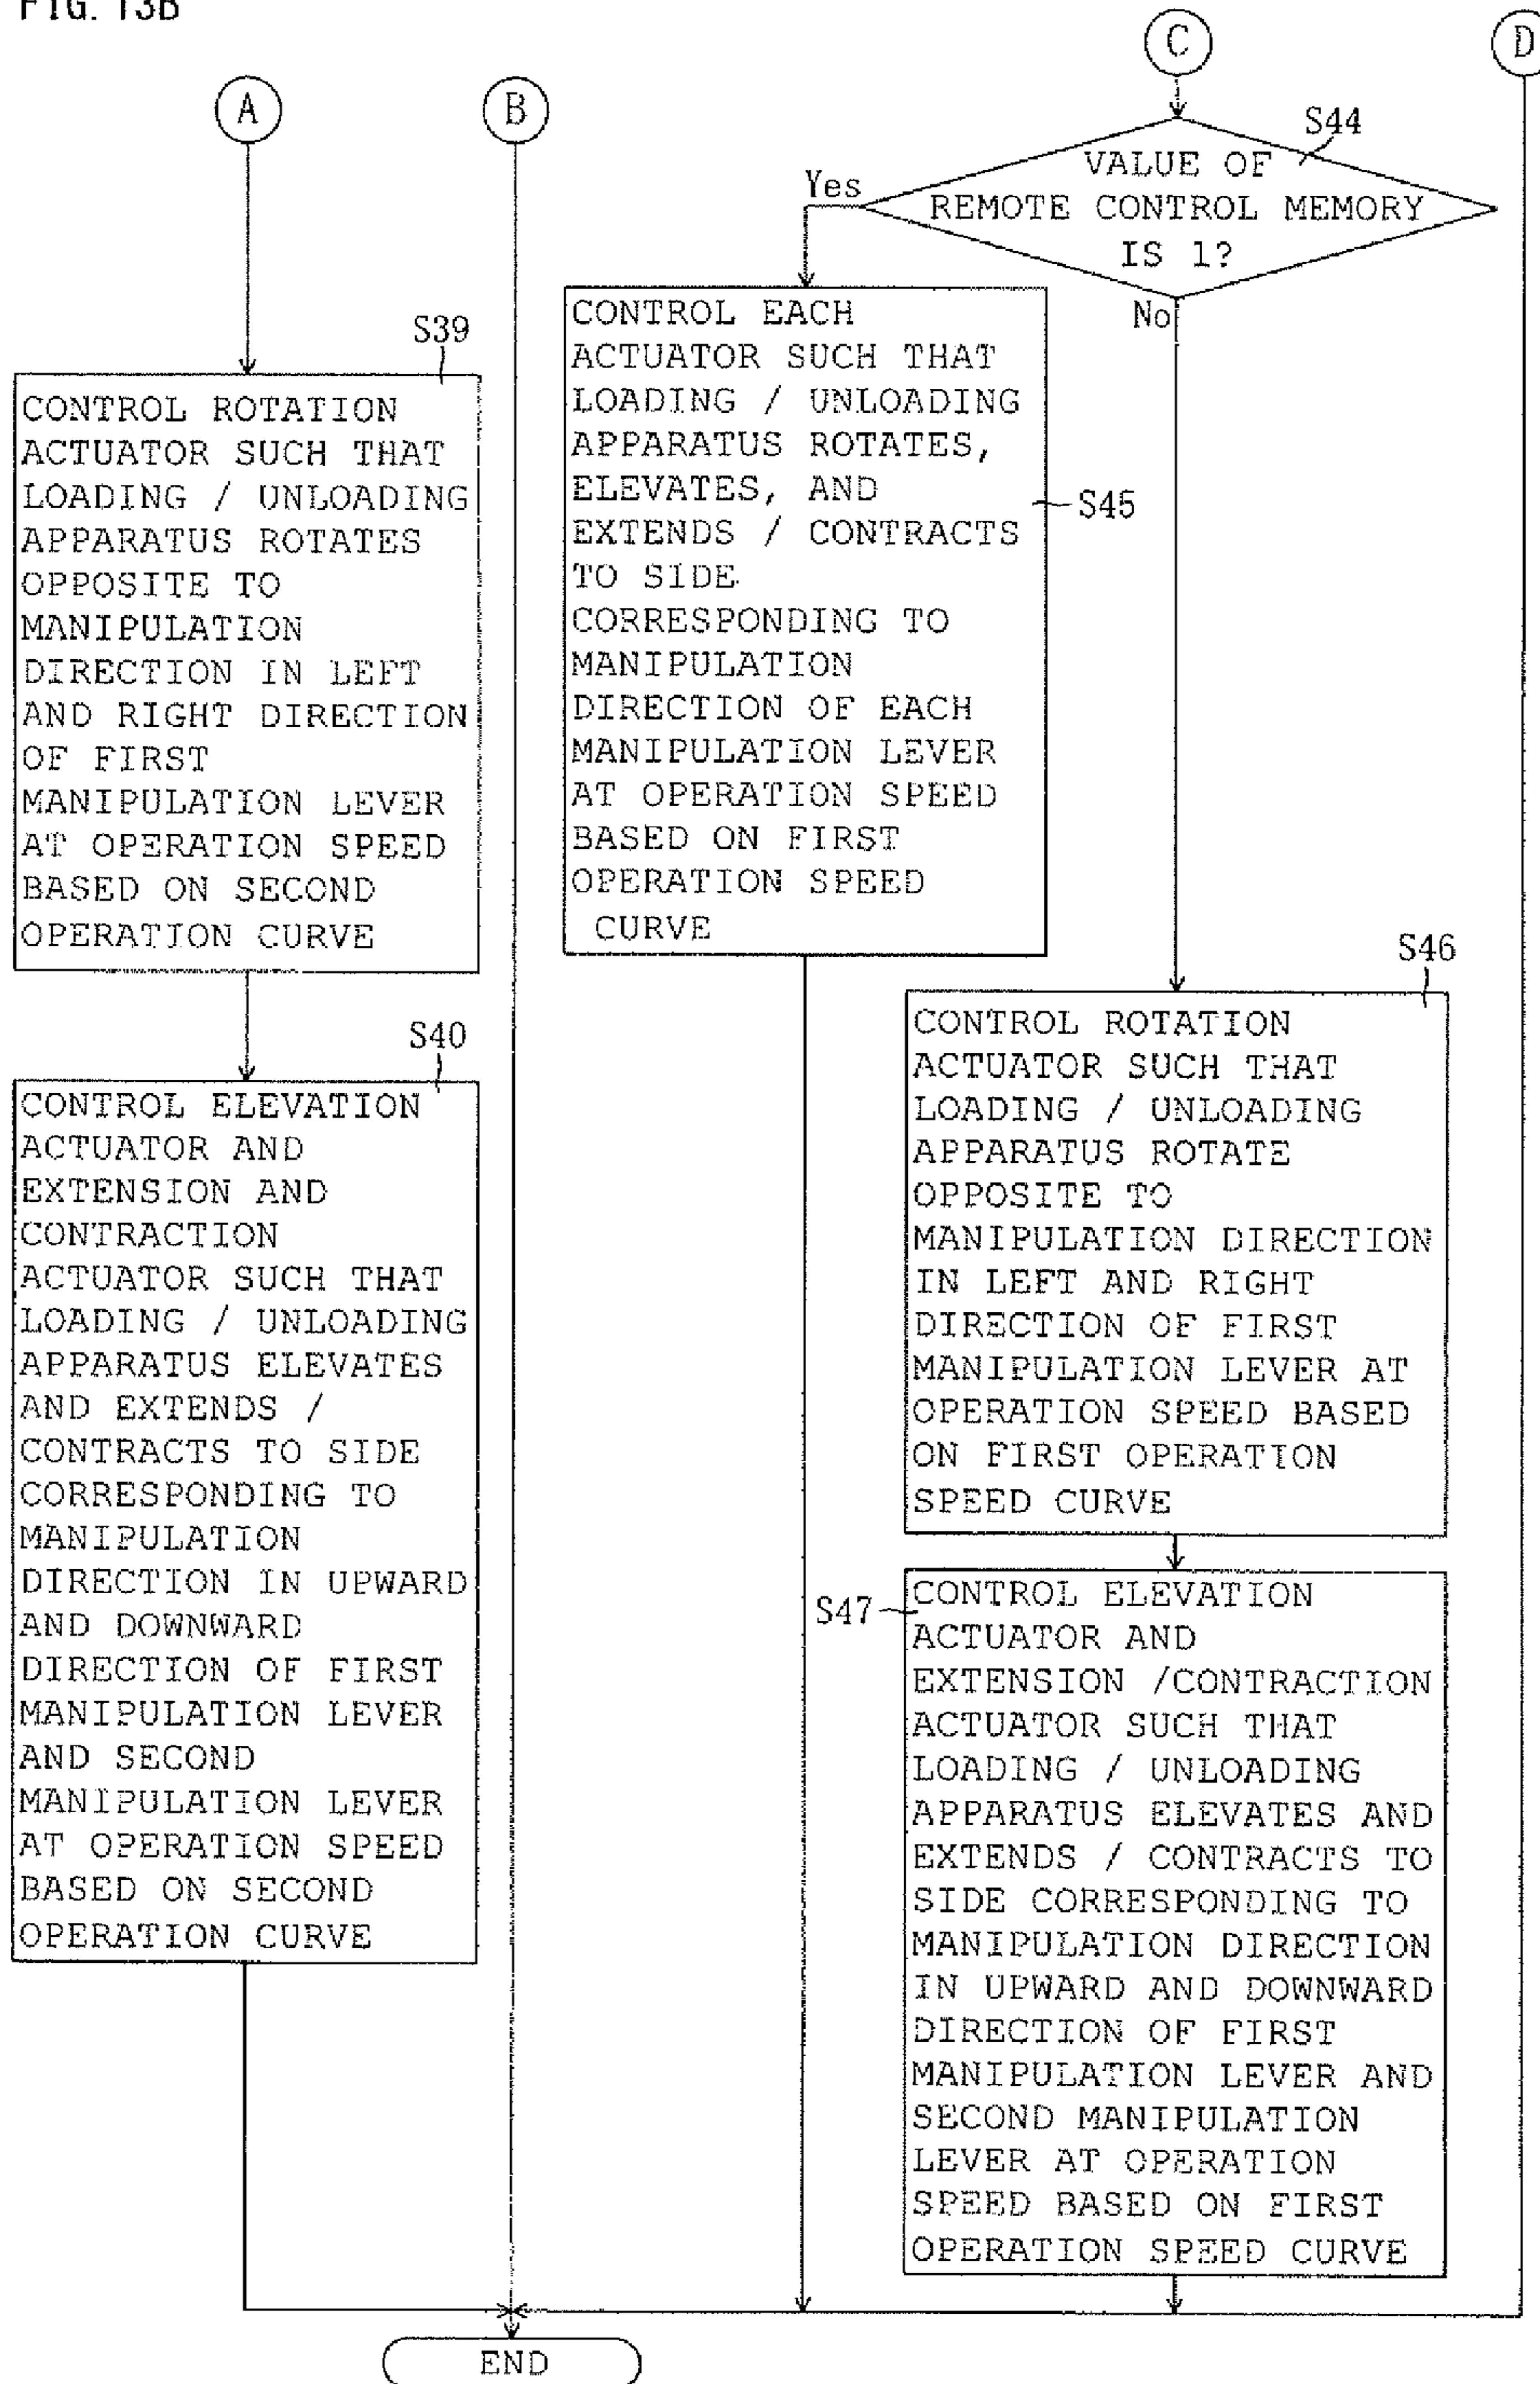 FIG. 13B
A
B
C
D
S44
VALUE OF
REMOTE CONTROL MEMORY
IS 1?
Yes
No
S39
CONTROL ROTATION
ACTUATOR SUCH THAT
LOADING / UNLOADING
APPARATUS ROTATES
OPPOSITE TO
MANIPULATION
DIRECTION IN LEFT
AND RIGHT DIRECTION
OF FIRST
MANIPULATION LEVER
AT OPERATION SPEED
BASED ON SECOND
OPERATION CURVE
S40
CONTROL ELEVATION
ACTUATOR AND
EXTENSION AND
CONTRACTION
ACTUATOR SUCH THAT
LOADING / UNLOADING
APPARATUS ELEVATES
AND EXTENDS /
CONTRACTS TO SIDE
CORRESPONDING TO
MANIPULATION
DIRECTION IN UPWARD
AND DOWNWARD
DIRECTION OF FIRST
MANIPULATION LEVER
AND SECOND
MANIPULATION LEVER
AT OPERATION SPEED
BASED ON SECOND
OPERATION CURVE
CONTROL EACH
ACTUATOR SUCH THAT
LOADING / UNLOADING
APPARATUS ROTATES,
ELEVATES, AND
EXTENDS / CONTRACTS
TO SIDE
CORRESPONDING TO
MANIPULATION
DIRECTION OF EACH
MANIPULATION LEVER
AT OPERATION SPEED
BASED ON FIRST
OPERATION SPEED
CURVE
S45
S46
CONTROL ROTATION
ACTUATOR SUCH THAT
LOADING / UNLOADING
APPARATUS ROTATE
OPPOSITE TO
MANIPULATION DIRECTION
IN LEFT AND RIGHT
DIRECTION OF FIRST
MANIPULATION LEVER AT
OPERATION SPEED BASED
ON FIRST OPERATION
SPEED CURVE
S47
CONTROL ELEVATION
ACTUATOR AND
EXTENSION /CONTRACTION
ACTUATOR SUCH THAT
LOADING / UNLOADING
APPARATUS ELEVATES AND
EXTENDS / CONTRACTS TO
SIDE CORRESPONDING TO
MANIPULATION DIRECTION
IN UPWARD AND DOWNWARD
DIRECTION OF FIRST
MANIPULATION LEVER AND
SECOND MANIPULATION
LEVER AT OPERATION
SPEED BASED ON FIRST
OPERATION SPEED CURVE
END